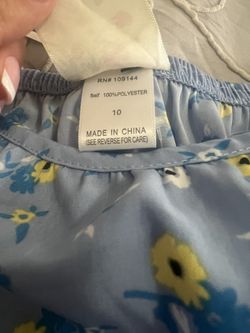 RN# 109144
Self 100%POLYESTER
10
MADE IN CHINA
(SEE REVERSE FOR CARE)